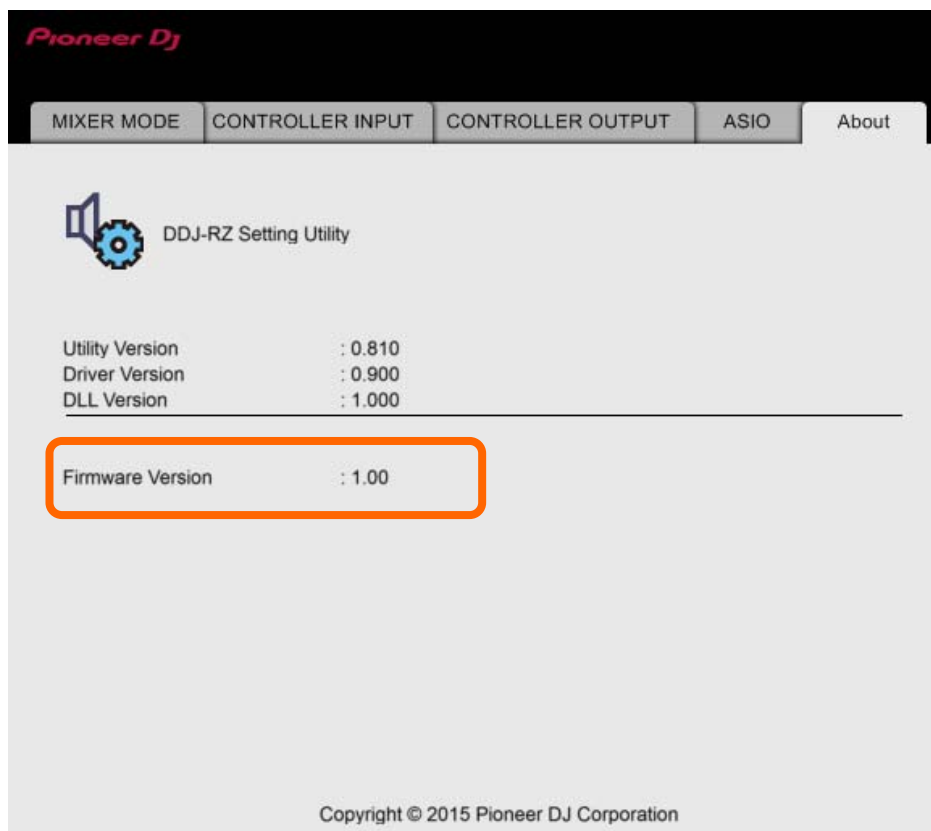 Pioneer Dj
MIXER MODE CONTROLLER INPUT CONTROLLER OUTPUT ASIO About
DDJ-RZ Setting Utility
Utility Version : 0.810
Driver Version : 0.900
DLL Version : 1.000
Firmware Version : 1.00
Copyright © 2015 Pioneer DJ Corporation